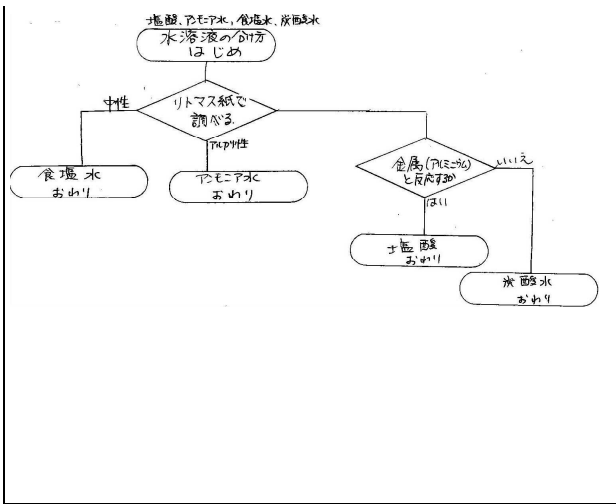 塩酸、アンモニア水、食塩水、炭酸水
水溶液の分け方
はじめ
リトマス紙で
調べる
中性
アルカリ性
食塩水
おわり
アンモニア水
おわり
金属(アルミニウム)
と反応するか
いいえ
はい
塩酸
おわり
炭酸水
おわり